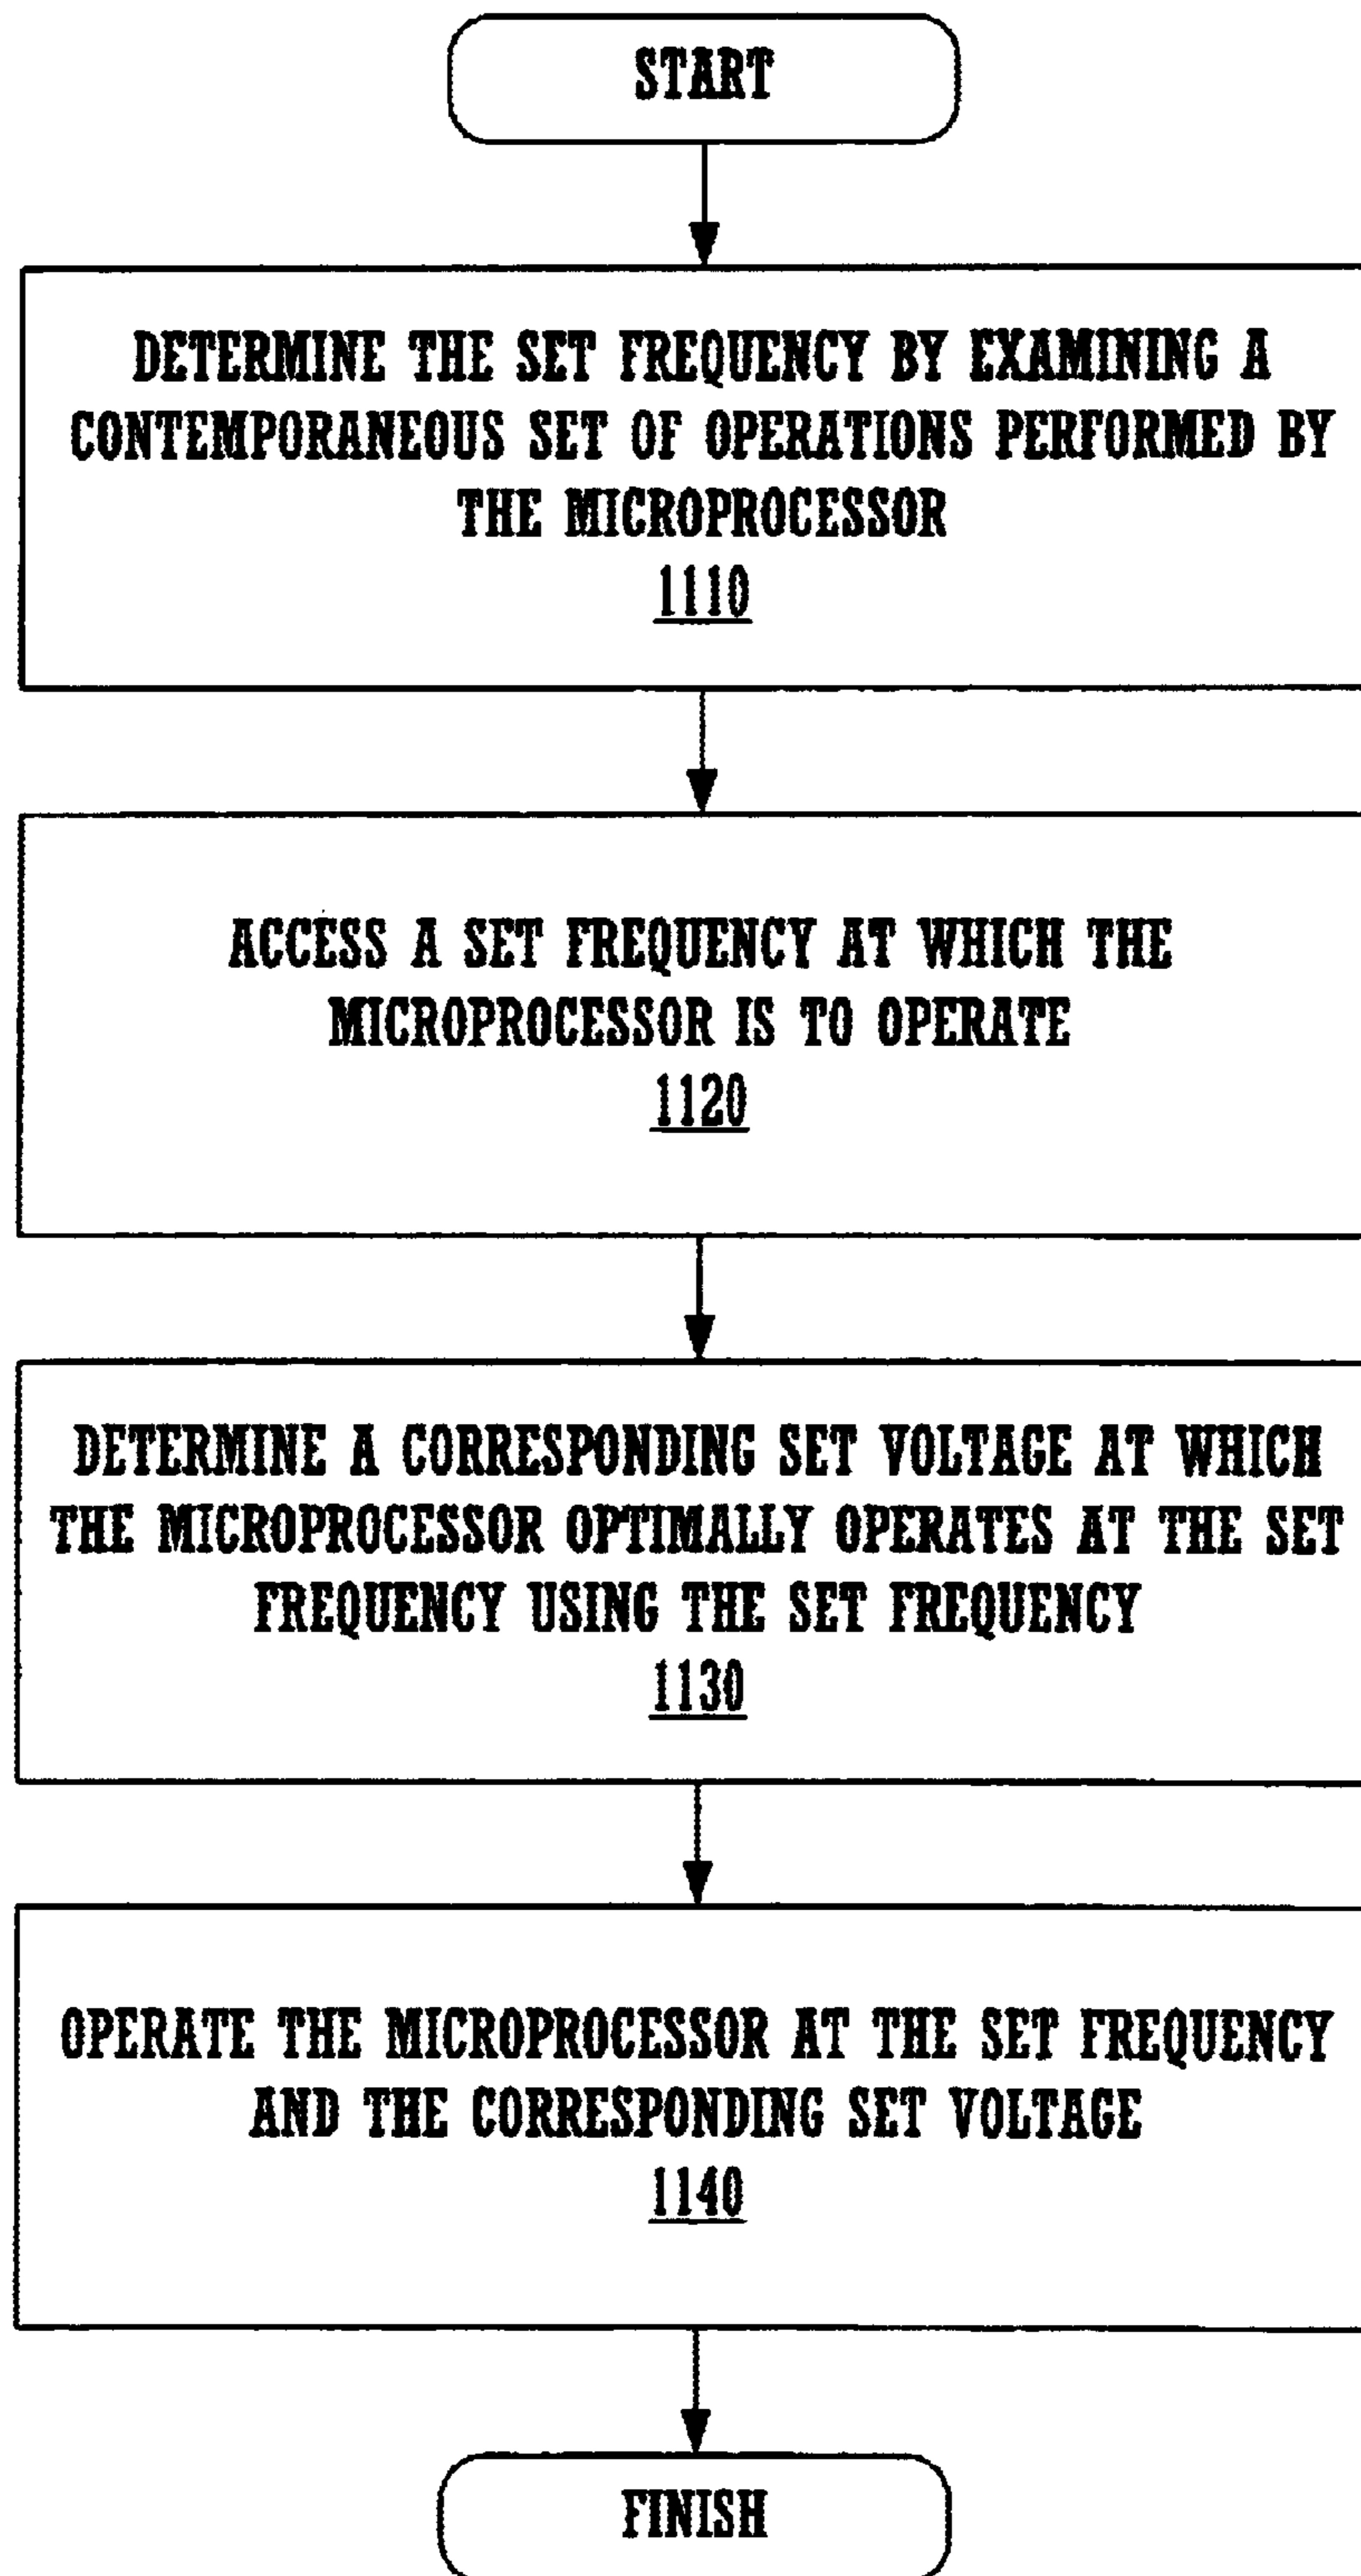 START
DETERMINE THE SET FREQUENCY BY EXAMINING A
CONTEMPORANEOUS SET OF OPERATIONS PERFORMED BY
THE MICROPROCESSOR
1110
ACCESS A SET FREQUENCY AT WHICH THE
MICROPROCESSOR IS TO OPERATE
1120
DETERMINE A CORRESPONDING SET VOLTAGE AT WHICH
THE MICROPROCESSOR OPTIMALLY OPERATES AT THE SET
FREQUENCY USING THE SET FREQUENCY
1130
OPERATE THE MICROPROCESSOR AT THE SET FREQUENCY
AND THE CORRESPONDING SET VOLTAGE
1140
FINISH